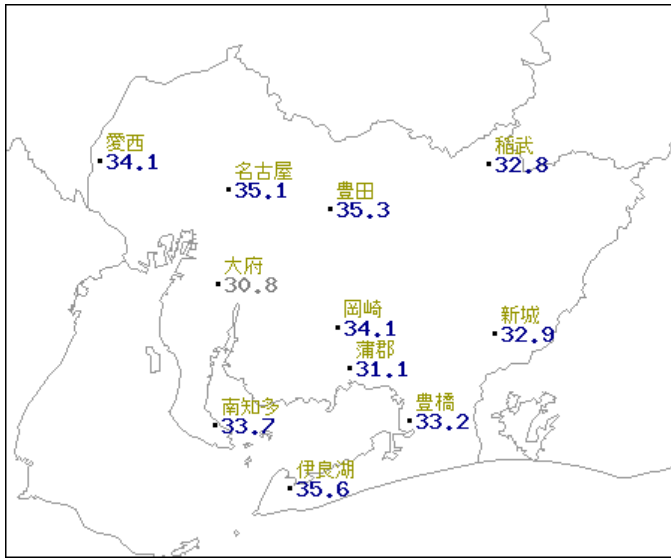 愛西
34.1
稲武
32.8
名古屋
35.1
豊田
35.3
大府
30.8
岡崎
34.1
新城
32.9
蒲郡
31.1
南知多
33.7
豊橋
33.2
伊良湖
35.6